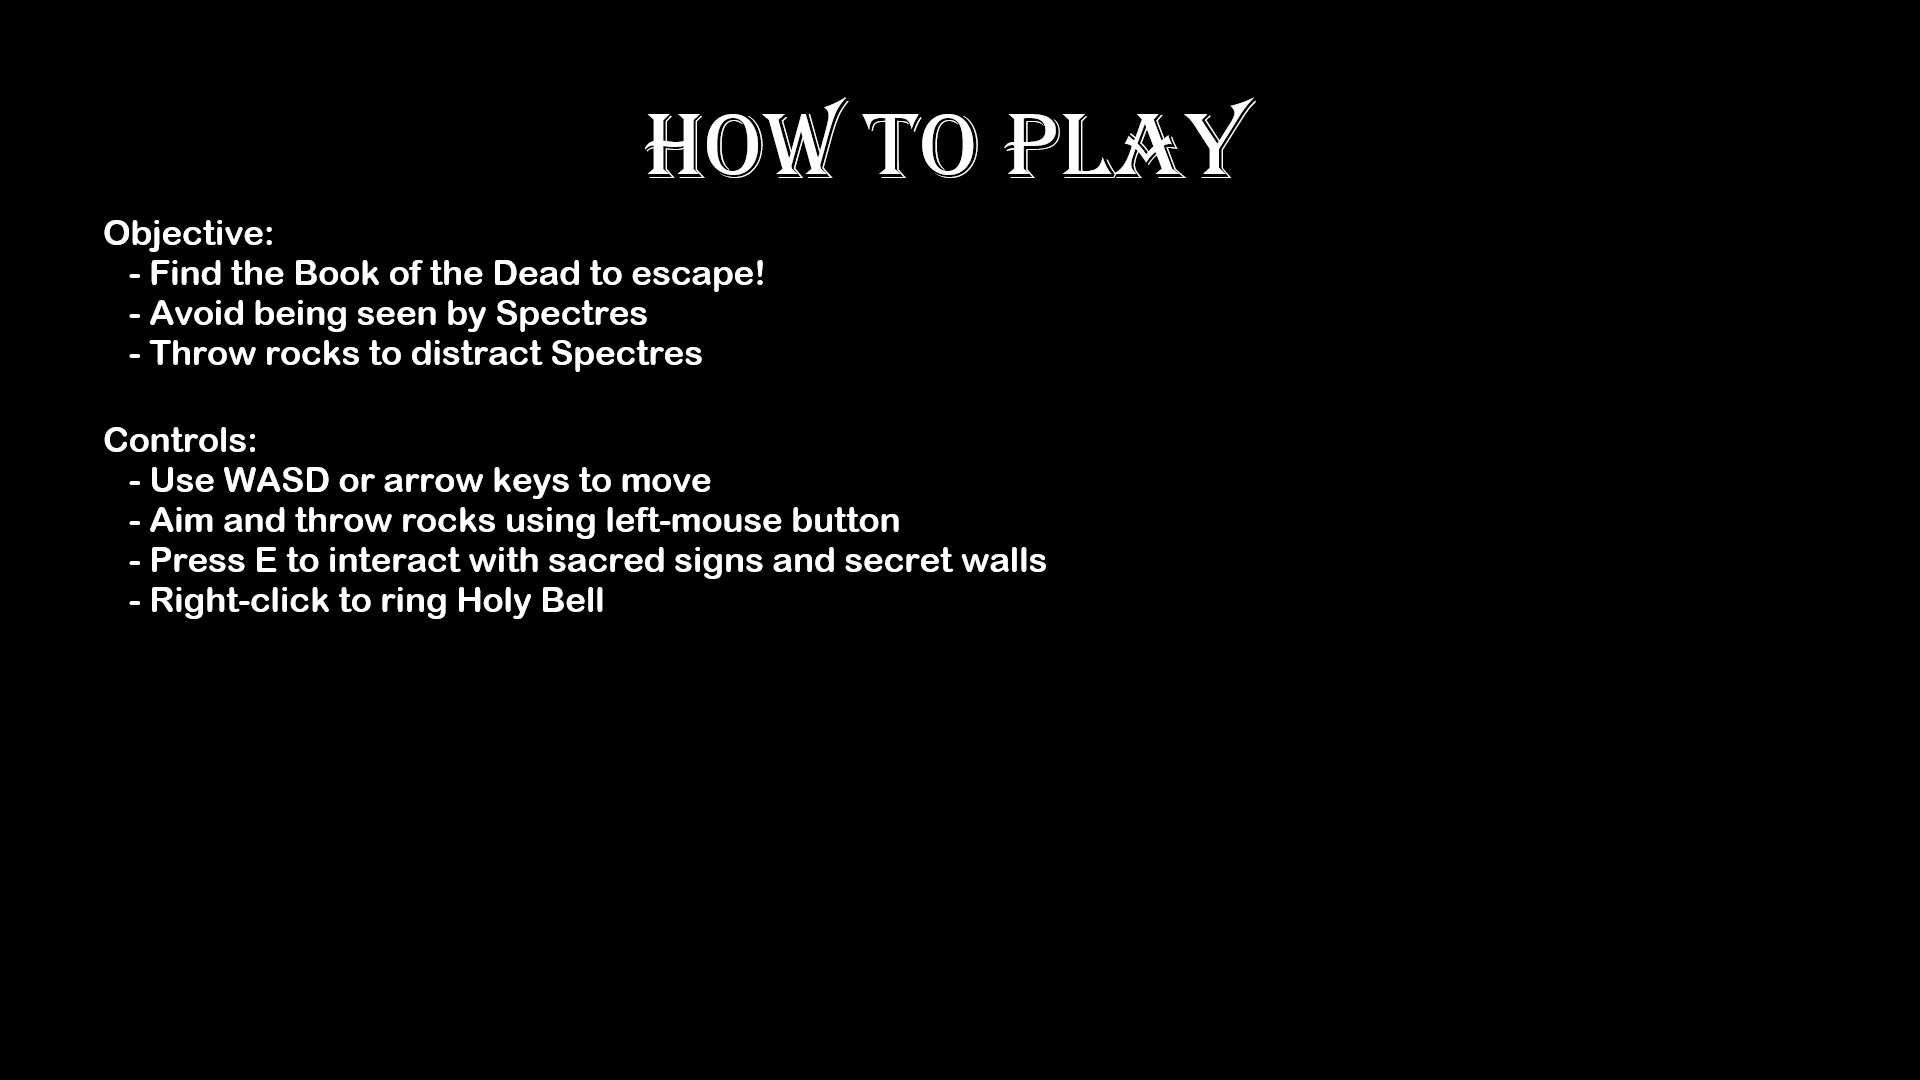 HOW TO PLAY
Objective:
- Find the Book of the Dead to escape!
- Avoid being seen by Spectres
- Throw rocks to distract Spectres
Controls:
- Use WASD or arrow keys to move
- Aim and throw rocks using left-mouse button
- Press E to interact with sacred signs and secret walls
- Right-click to ring Holy Bell